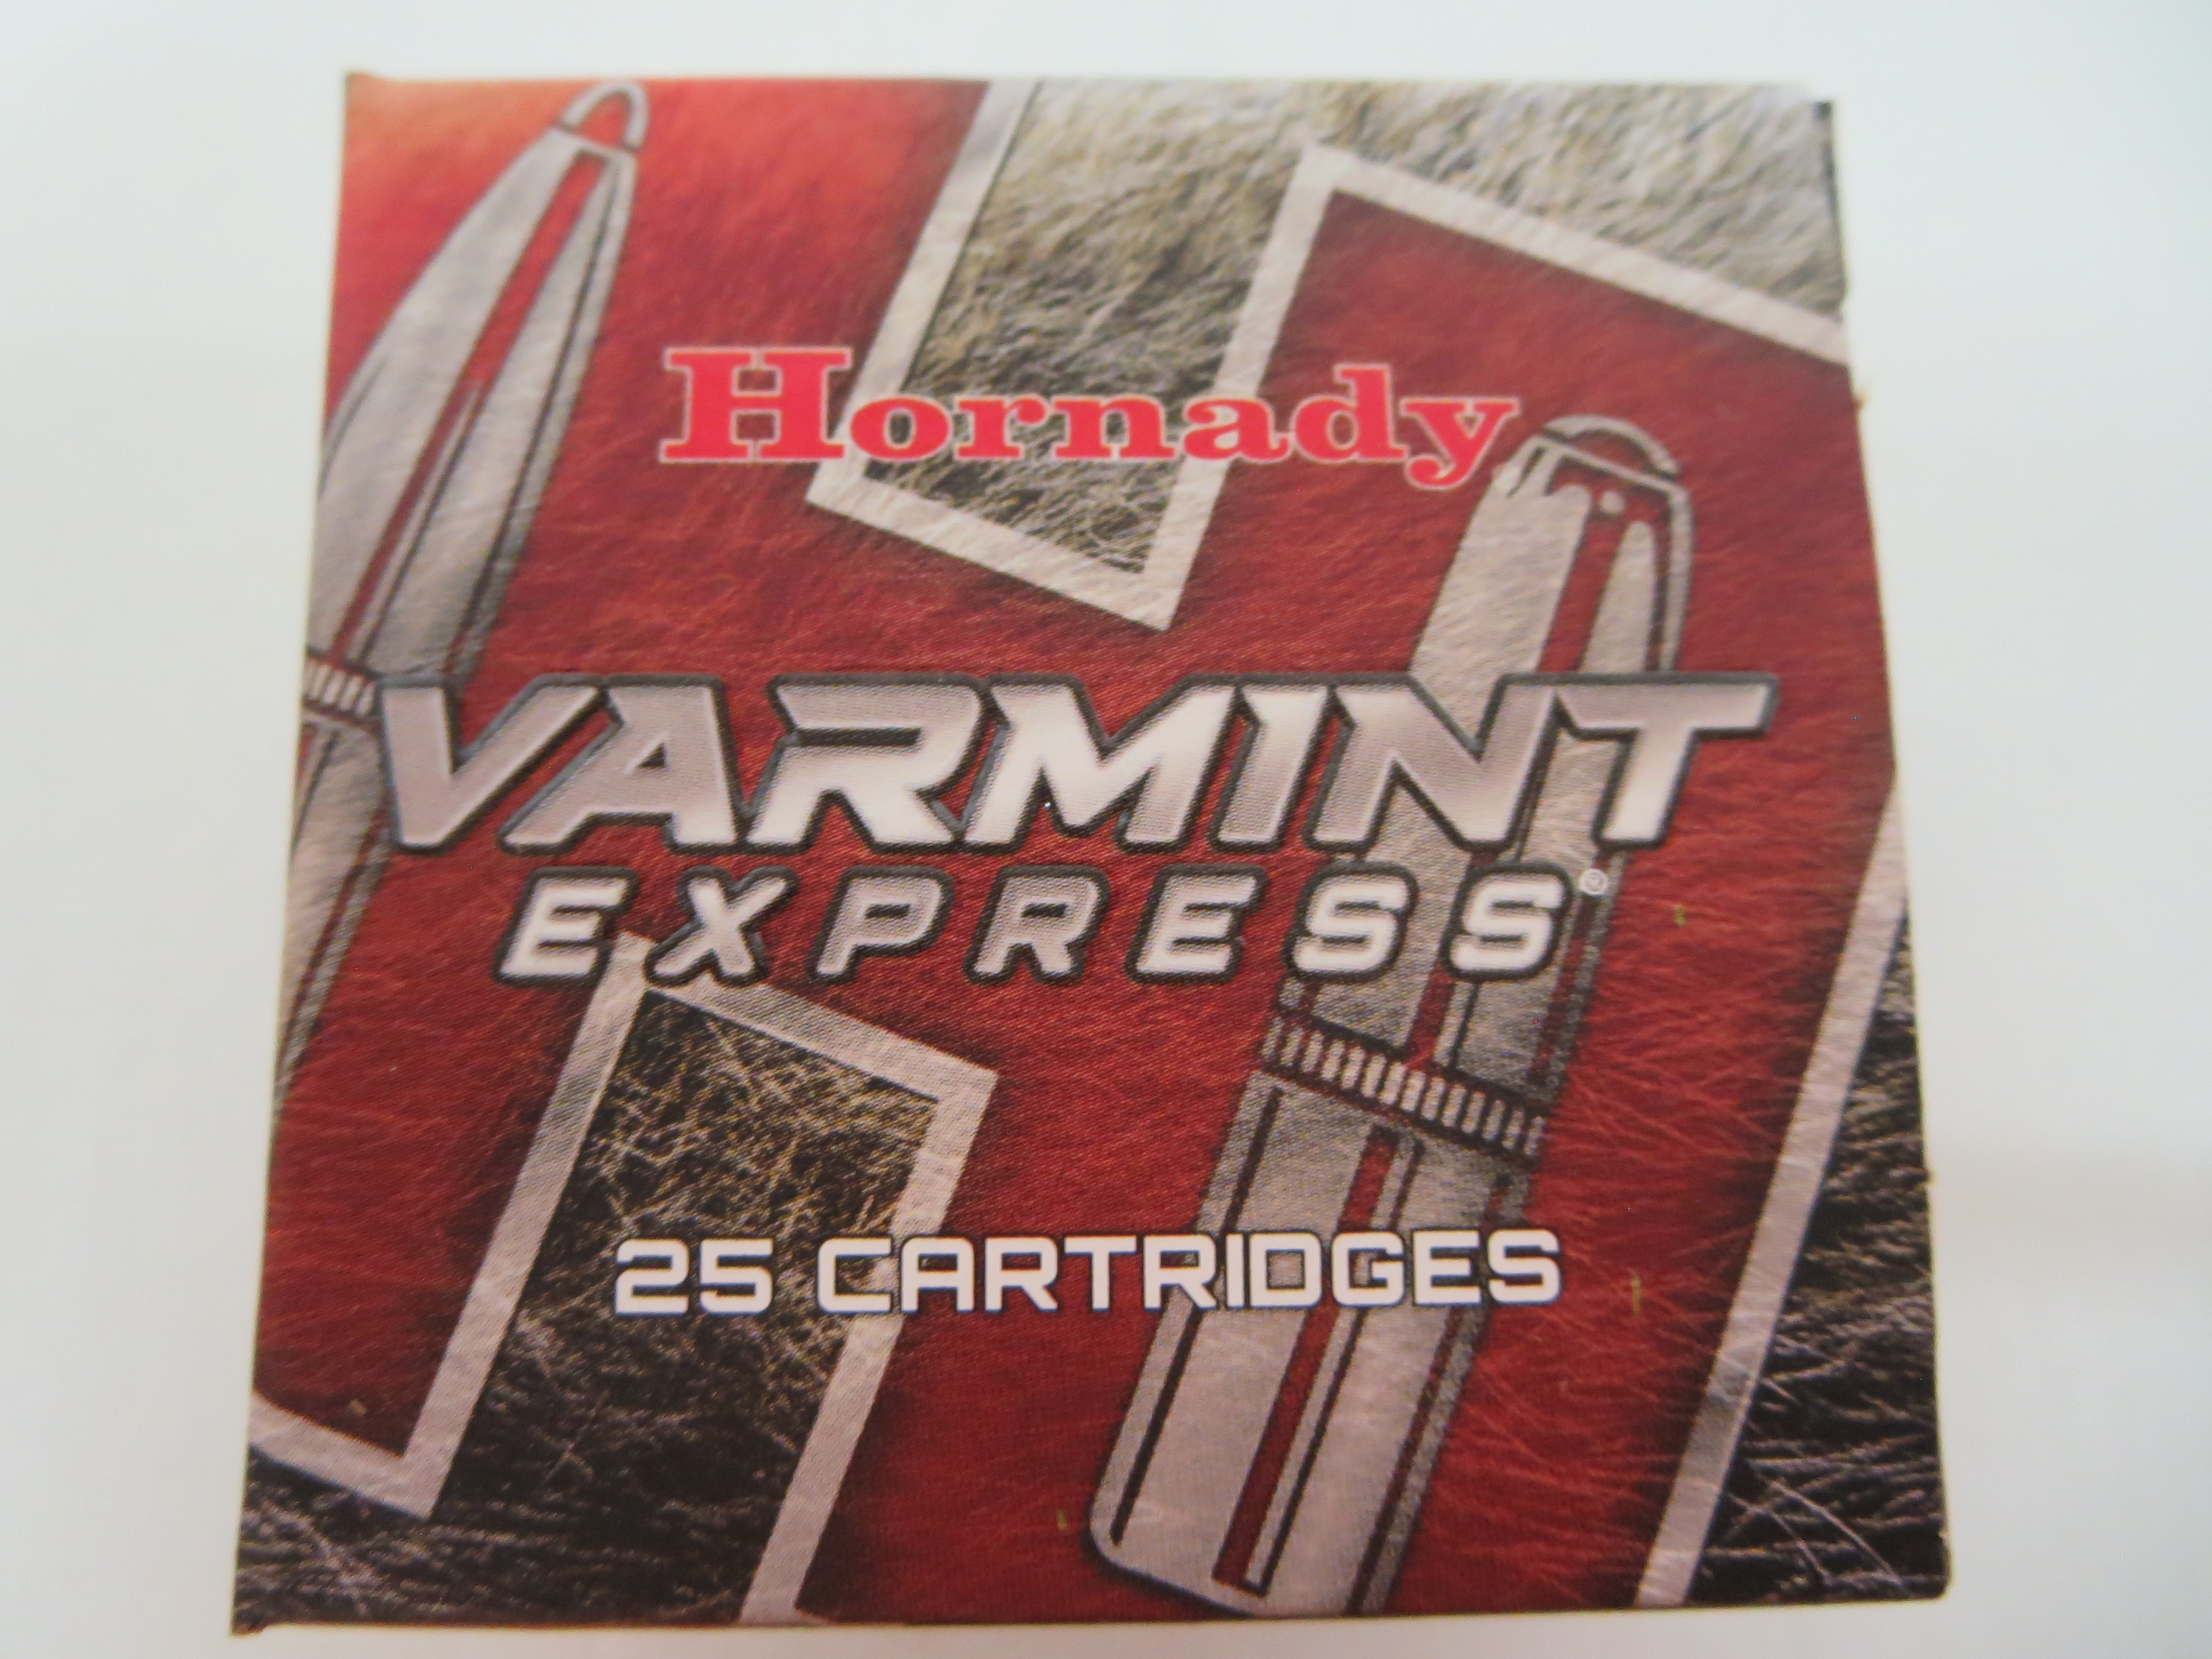 Hornady
VARMINT
EXPRESS®
25 CARTRIDGES